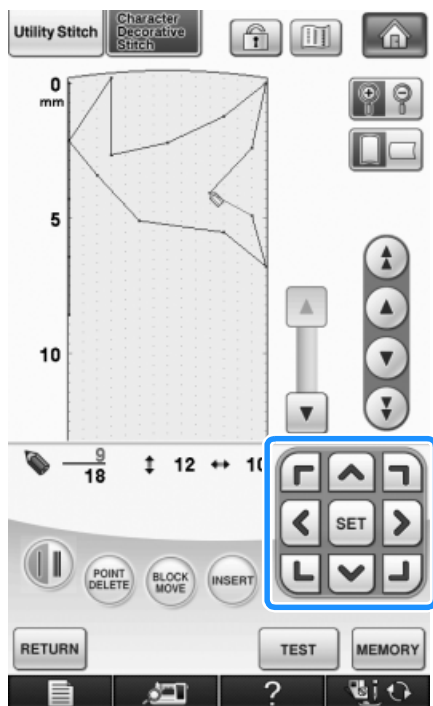 Utility Stitch
Character
Decorative
Stitch
0
mm
5
10
9
18
12
10
SET
POINT
DELETE
BLOCK
MOVE
INSERT
RETURN
TEST
MEMORY
?